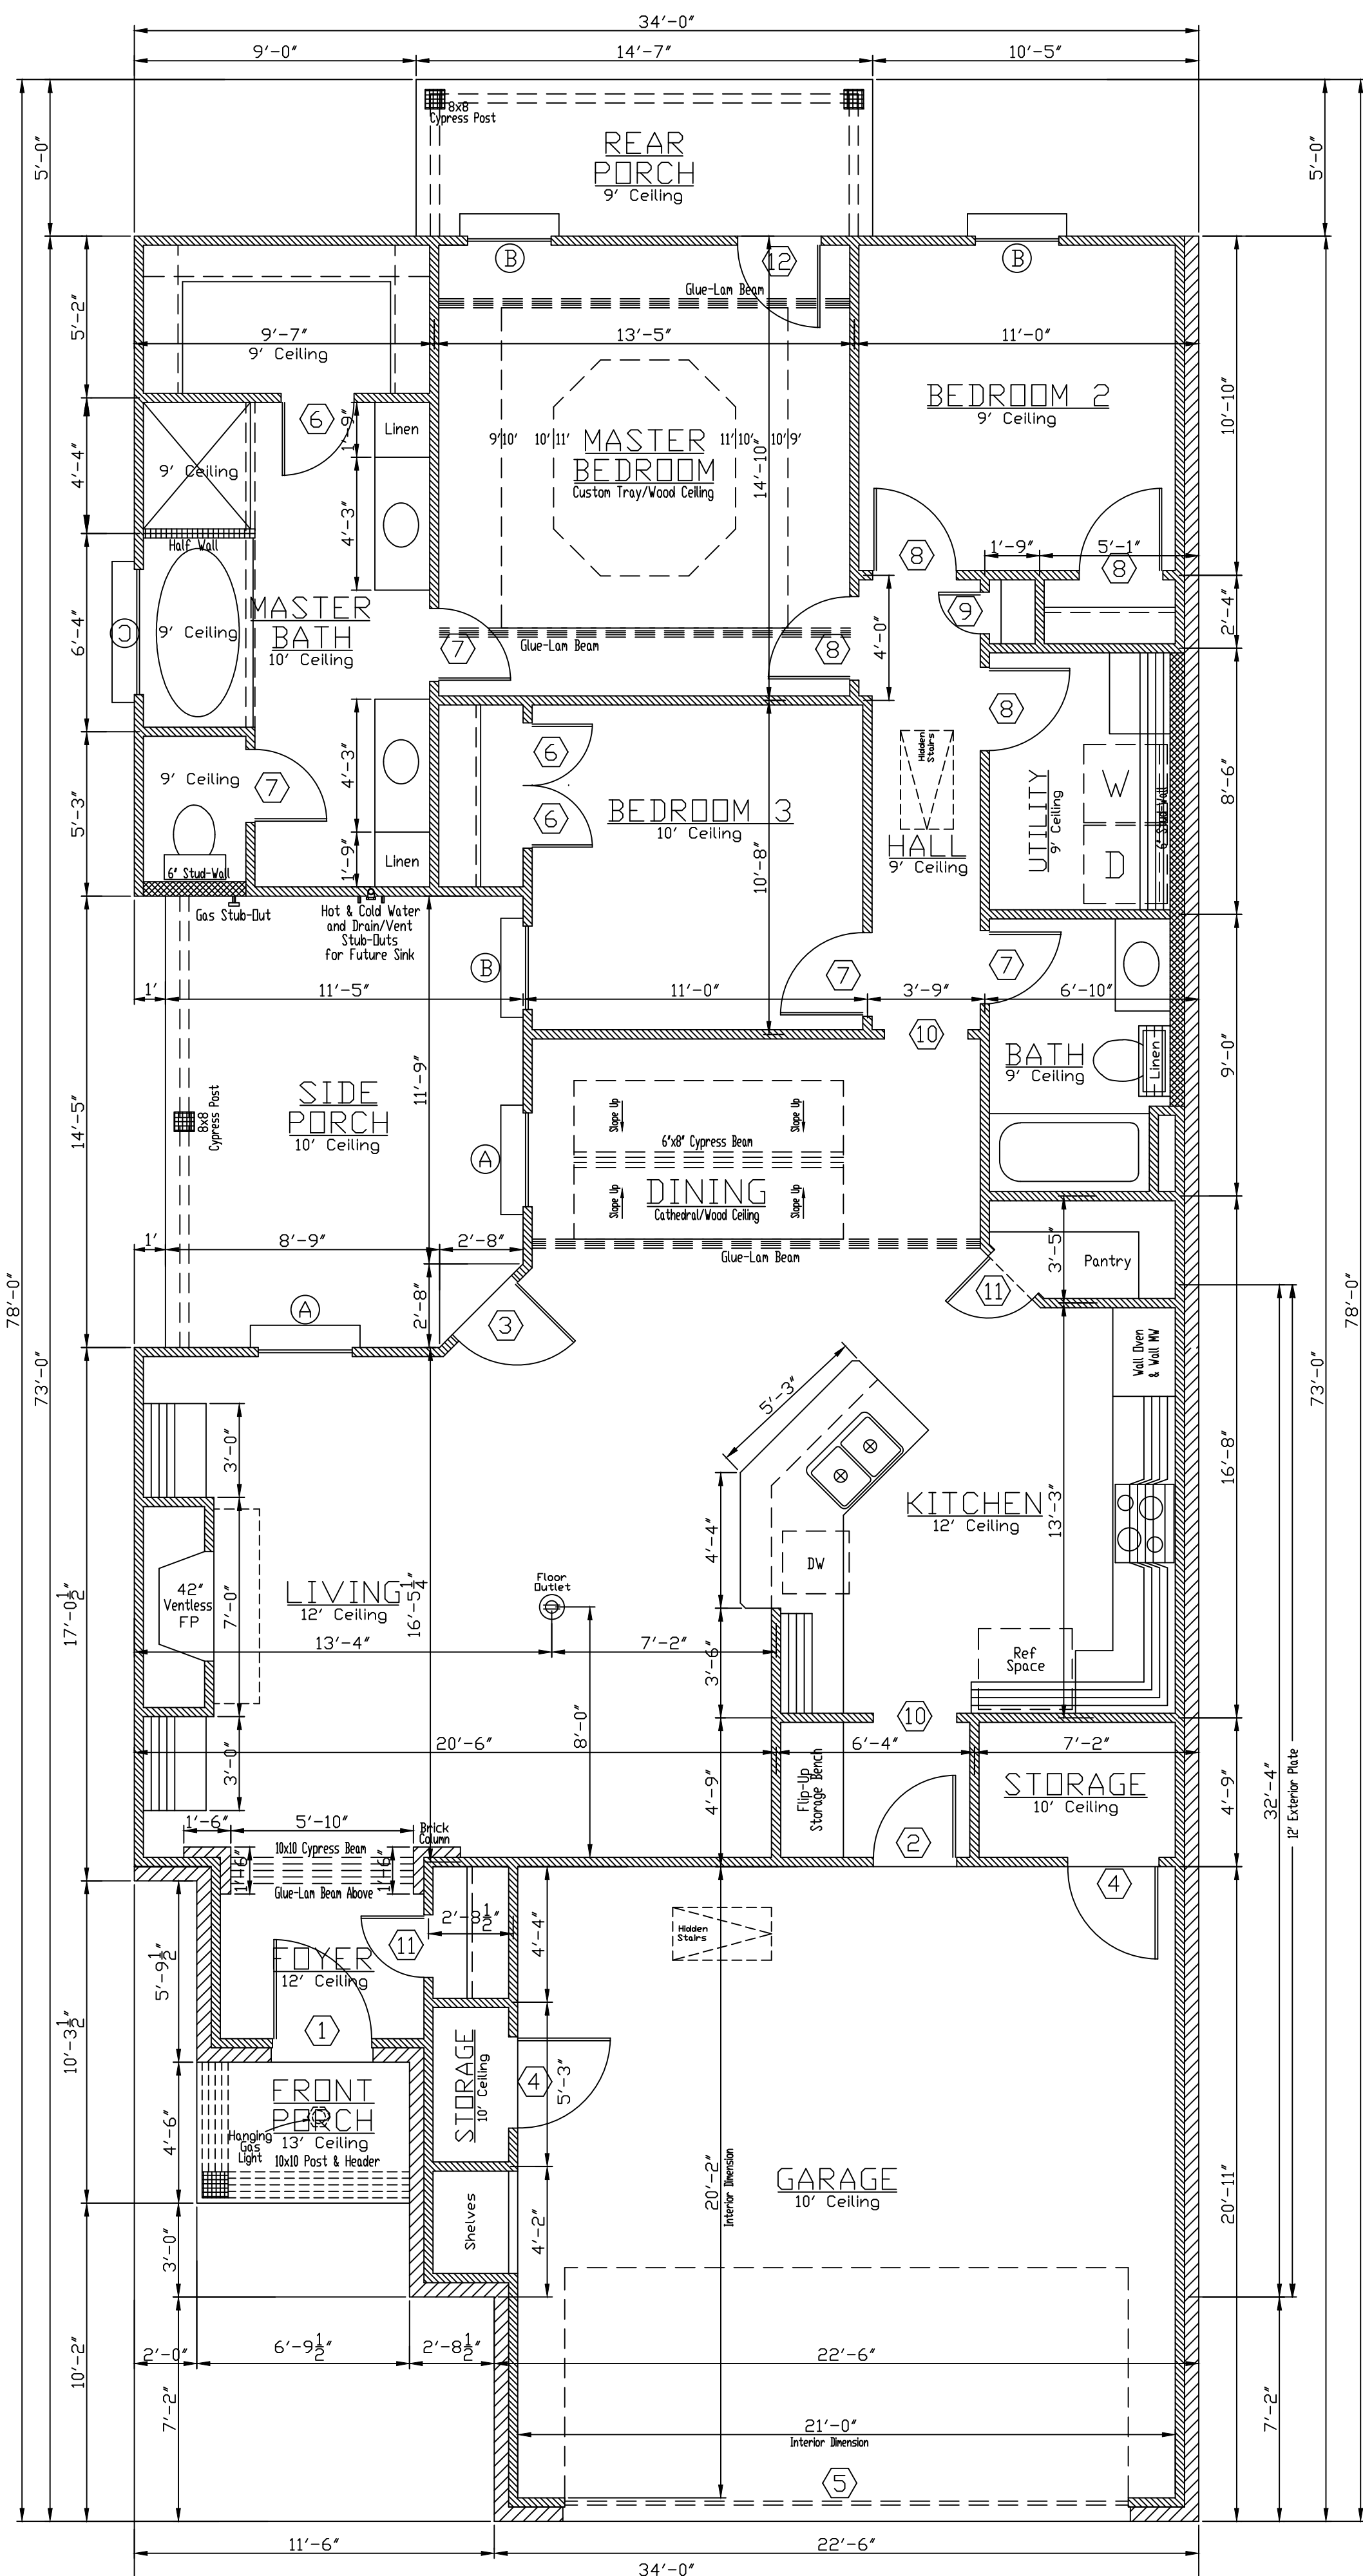 34'-0"
9'-0" 14'-7" 10'-5"
8x8
Cypress Post
REAR
PORCH
9' Ceiling
5'-0"
5'-0"
B
12
B
Glue-Lam Beam
5'-2"
9'-7"
9' Ceiling
13'-5"
11'-0"
BEDROOM 2
9' Ceiling
10'-10"
6
1'-9"
Linen
9' 10' 10' 11'
MASTER
BEDROOM
Custom Tray/Wood Ceiling
11' 10' 10' 9'
14'-10"
4'-4"
9' Ceiling
4'-3"
Half Wall
8
1'-9"
5'-1"
8
9
2'-4"
C
9' Ceiling
6'-4"
MASTER
BATH
10' Ceiling
7
Glue-Lam Beam
8
4'-0"
8
Hidden
Stairs
9' Ceiling
7
4'-3"
6
6
BEDROOM 3
10' Ceiling
10'-8"
HALL
9' Ceiling
UTILITY
9' Ceiling
W
D
6" Stud-Wall
8'-6"
5'-3"
1'-9"
Linen
6" Stud-Wall
Gas Stub-Out
Hot & Cold Water
and Drain/Vent
Stub-Outs
for Future Sink
B
7
7
1'
11'-5"
11'-0"
3'-9"
6'-10"
10
BATH
9' Ceiling
Linen
9'-0"
11'-9"
14'-5"
SIDE
PORCH
10' Ceiling
8x8
Cypress Post
A
Slope Up
Slope Up
6"x8" Cypress Beam
DINING
Cathedral/Wood Ceiling
Slope Up
Slope Up
Glue-Lam Beam
1'
8'-9"
2'-8"
2'-8"
3'-5"
Pantry
11
78'-0"
73'-0"
78'-0"
73'-0"
A
3
Wall Oven
& Wall MW
5'-3"
3'-0"
KITCHEN
12' Ceiling
13'-3"
16'-8"
4'-4"
DW
42"
Ventless
FP
7'-0"
LIVING
12' Ceiling
16'-5 1/4"
17'-0 1/2"
Floor
Outlet
13'-4"
7'-2"
3'-6"
Ref
Space
10
3'-0"
20'-6"
8'-0"
6'-4"
7'-2"
4'-9"
Flip-Up
Storage Bench
STORAGE
10' Ceiling
4'-9"
32'-4"
12' Exterior Plate
2
4
1'-6"
5'-10"
Brick
Column
10x10 Cypress Beam
1'-6"
1'-6"
Glue-Lam Beam Above
2'-8 1/2"
4'-4"
Hidden
Stairs
11
FOYER
12' Ceiling
5'-9 1/2"
10'-3 1/2"
1
STORAGE
10' Ceiling
4
5'-3"
FRONT
PORCH
13' Ceiling
Hanging
Gas
Light
10x10 Post & Header
4'-6"
20'-2"
Interior Dimension
GARAGE
10' Ceiling
20'-11"
Shelves
4'-2"
3'-0"
10'-2"
2'-0"
6'-9 1/2"
2'-8 1/2"
22'-6"
7'-2"
7'-2"
21'-0"
Interior Dimension
5
11'-6"
22'-6"
34'-0"